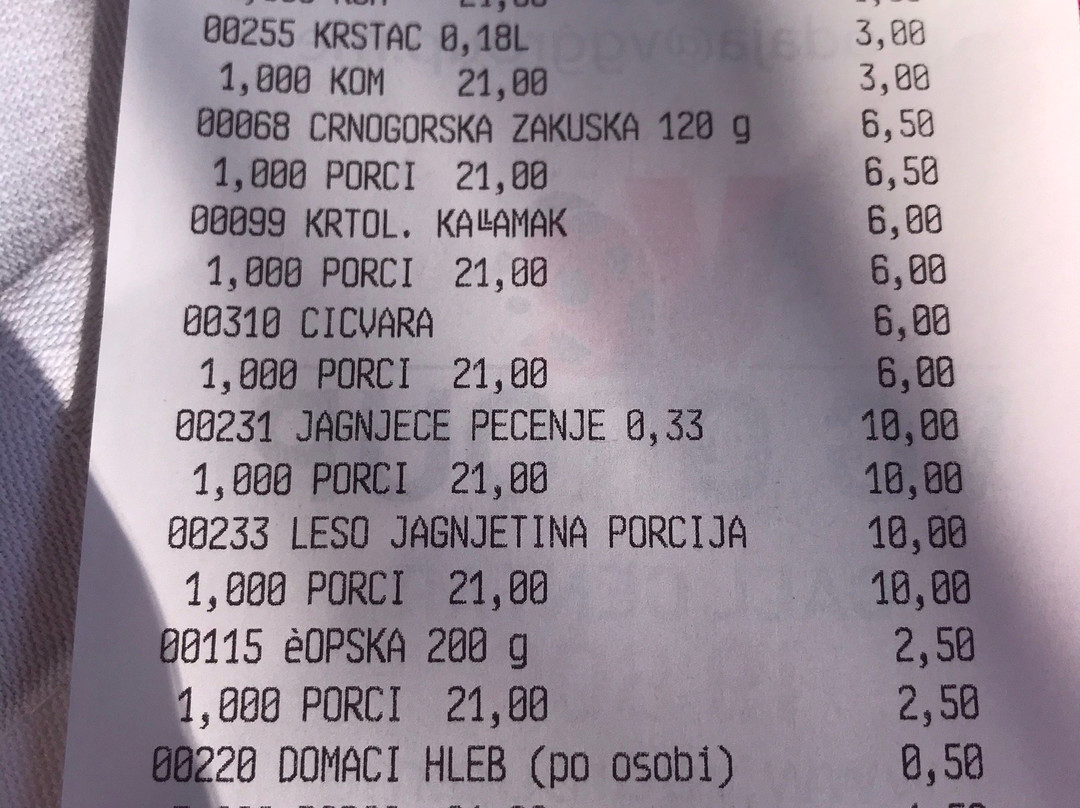 KOM 21,00
00255 KRSTAC 0,18L 3,00
1,000 KOM 21,00 3,00
00068 CRNOGORSKA ZAKUSKA 120 g 6,50
1,000 PORCI 21,00 6,50
00099 KRTOL. KALLAMAK 6,00
1,000 PORCI 21,00 6,00
00310 CICVARA 6,00
1,000 PORCI 21,00 6,00
00231 JAGNJECE PECENJE 0,33 10,00
1,000 PORCI 21,00 10,00
00233 LESO JAGNJETINA PORCIJA 10,00
1,000 PORCI 21,00 10,00
00115 èOPSKA 200 g 2,50
1,000 PORCI 21,00 2,50
00220 DOMACI HLEB (po osobi) 0,50